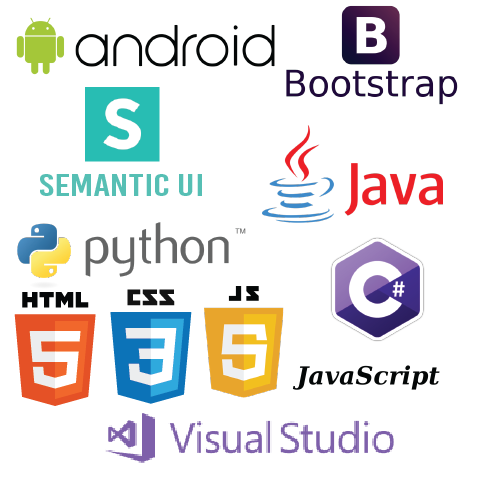 android
B
Bootstrap
S
SEMANTIC UI
Java
python™
C#
HTML CSS JS
5 3 5
JavaScript
Visual Studio